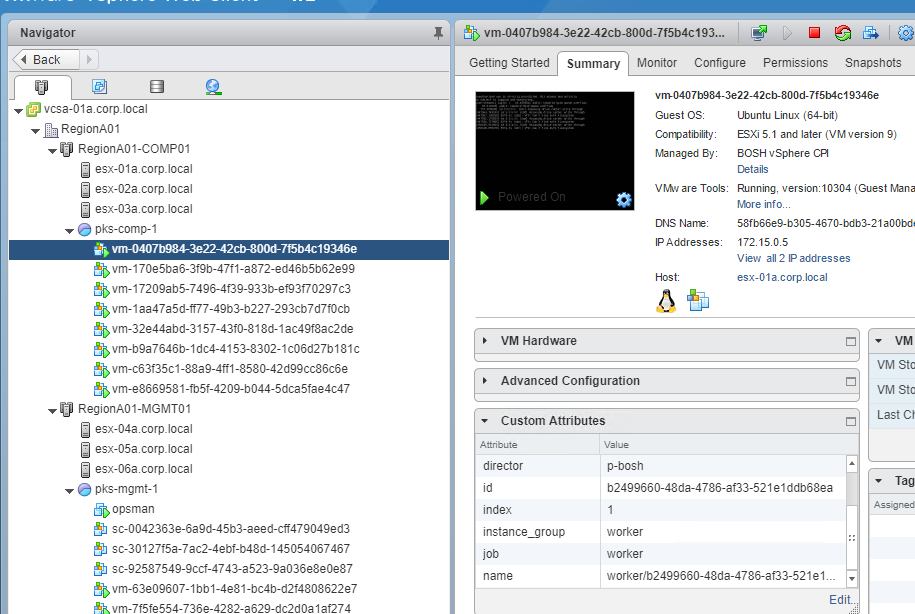 Navigator
Back
vcsa-01a.corp.local
RegionA01
RegionA01-COMP01
esx-01a.corp.local
esx-02a.corp.local
esx-03a.corp.local
pks-comp-1
vm-0407b984-3e22-42cb-800d-7f5b4c19346e
vm-170e5ba6-3f9b-47f1-a872-ed46b5b62e99
vm-17209ab5-7496-4f39-933b-ef93f70297c3
vm-1aa47a5d-ff77-49b3-b227-293cb7d7f0cb
vm-32e44abd-3157-43f0-818d-1ac49f8ac2de
vm-b9a7646b-1dc4-4153-8302-1c06d27b181c
vm-c63f35c1-88a9-4ff1-8580-42d99cc86c6e
vm-e8669581-fb5f-4209-b044-5dca5fae4c47
RegionA01-MGMT01
esx-04a.corp.local
esx-05a.corp.local
esx-06a.corp.local
pks-mgmt-1
opsman
sc-0042363e-6a9d-45b3-aeed-cff479049ed3
sc-30127f5a-7ac2-4ebf-b48d-145054067467
sc-92587549-9ccf-4743-a523-9a036e8e0e87
vm-63e09607-1bb1-4e81-bc4b-d2f4808622e7
vm-7f5fe554-736e-4282-a629-dc2d0a1af274
vm-0407b984-3e22-42cb-800d-7f5b4c193...
Getting Started Summary Monitor Configure Permissions Snapshots
Powered On
vm-0407b984-3e22-42cb-800d-7f5b4c19346e
Guest OS: Ubuntu Linux (64-bit)
Compatibility: ESXi 5.1 and later (VM version 9)
Managed By: BOSH vSphere CPI
Details
VMware Tools: Running, version:10304 (Guest Mana
More info...
DNS Name: 58fb66e9-b305-4670-bdb3-21a00bde
IP Addresses: 172.15.0.5
View all 2 IP addresses
Host: esx-01a.corp.local
VM Hardware
Advanced Configuration
Custom Attributes
Attribute Value
director p-bosh
id b2499660-48da-4786-af33-521e1ddb68ea
index 1
instance_group worker
job worker
name worker/b2499660-48da-4786-af33-521e1...
Edit...
VM
VM Sto
VM Sto
Last Ch
Tag
Assigned